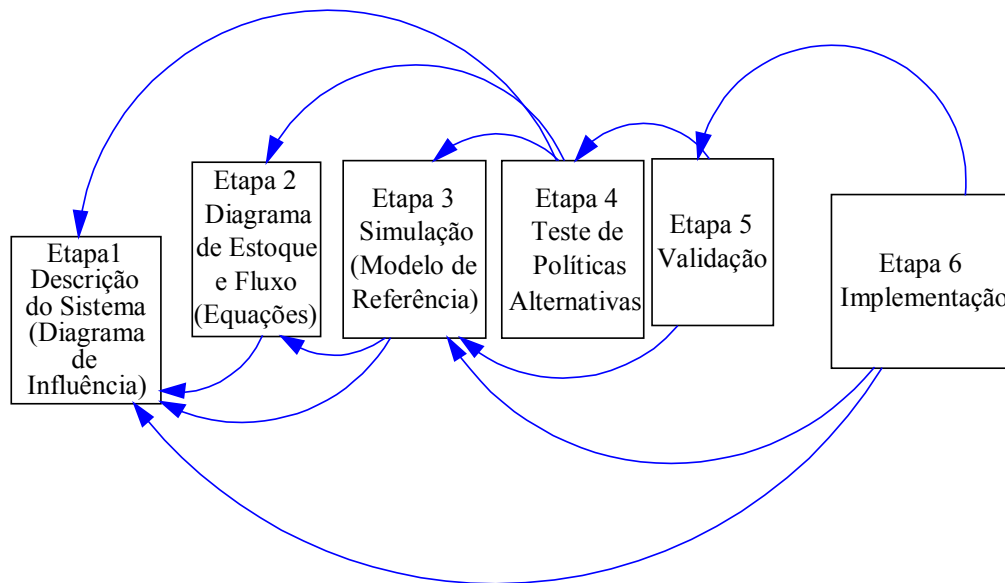 Etapa1
Descrição
do Sistema
(Diagrama
de
Influência)
Etapa 2
Diagrama
de Estoque
e Fluxo
(Equações)
Etapa 3
Simulação
(Modelo de
Referência)
Etapa 4
Teste de
Políticas
Alternativas
Etapa 5
Validação
Etapa 6
Implementação